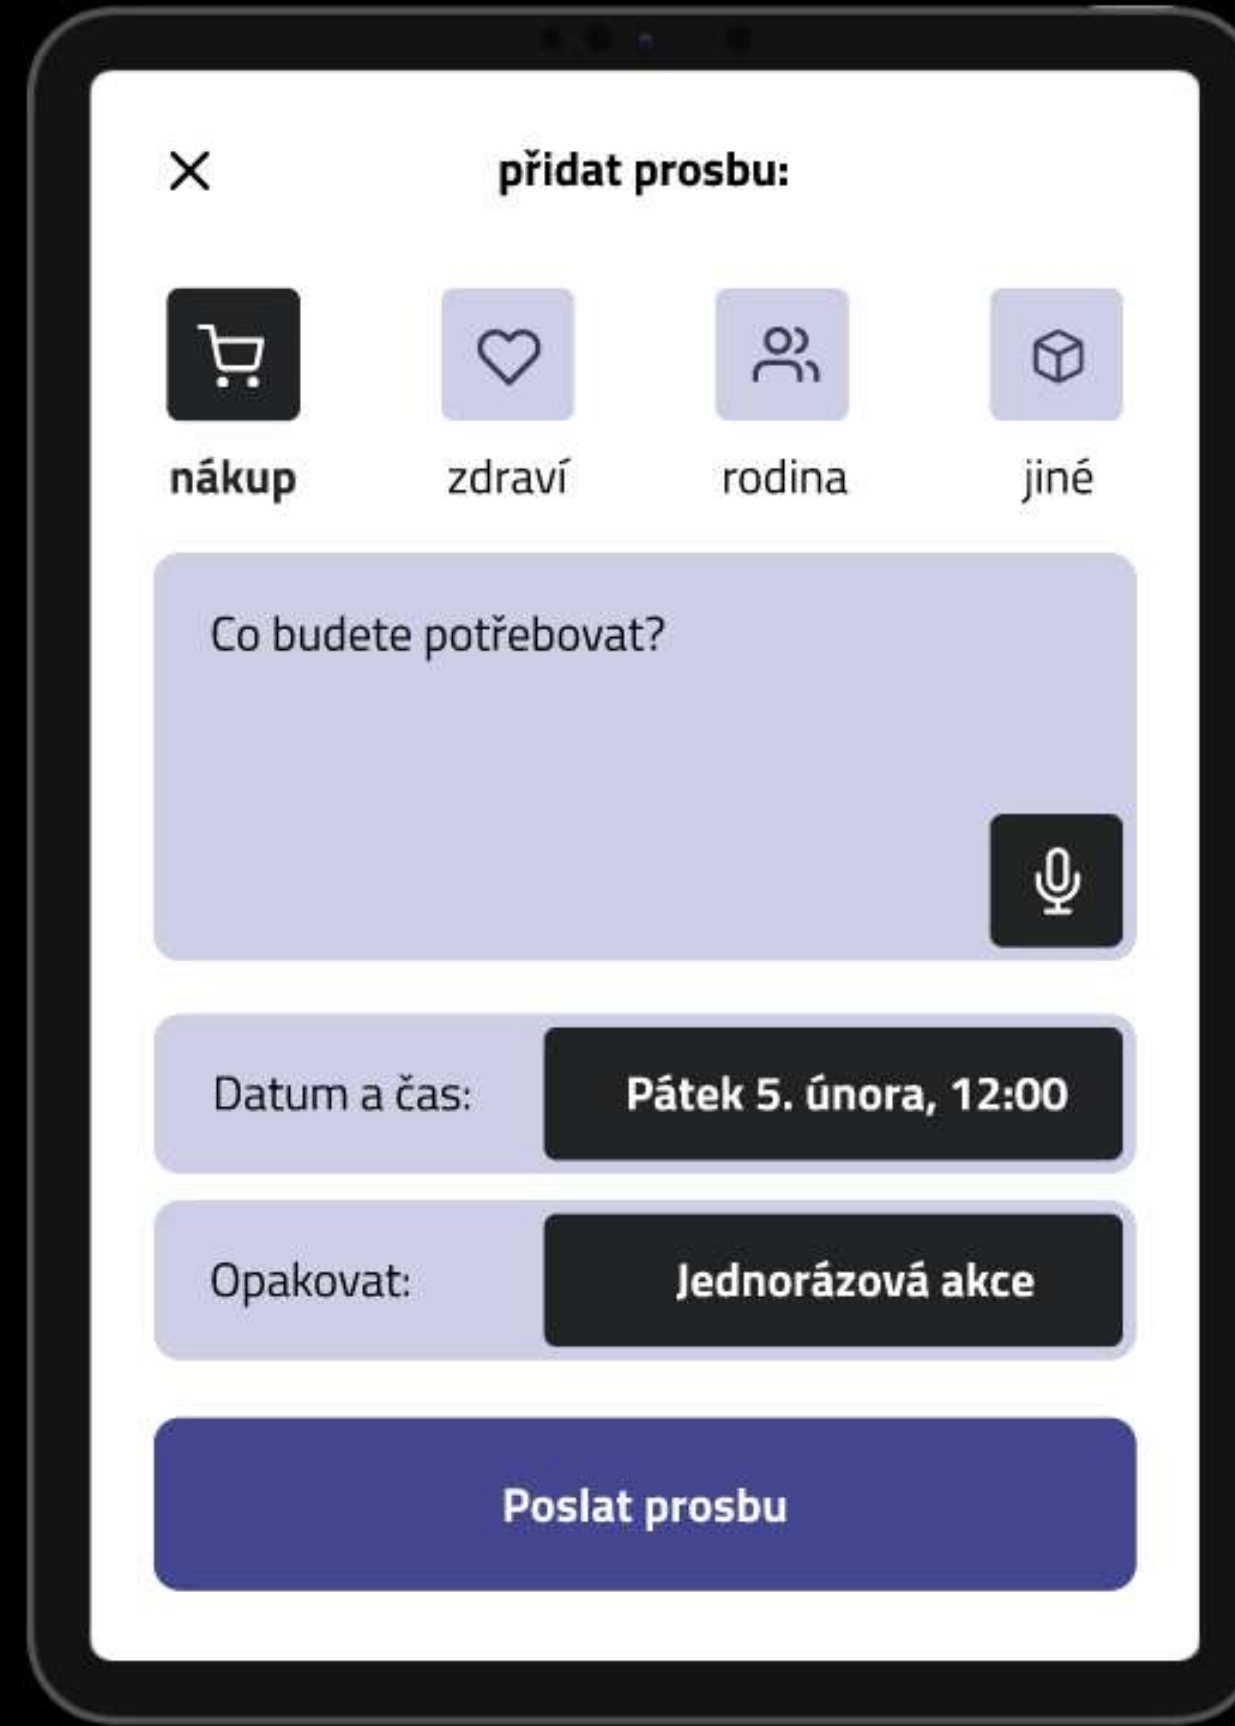 přidat prosbu:
nákup zdraví rodina jiné
Co budete potřebovat?
Datum a čas: Pátek 5. února, 12:00
Opakovat: Jednorázová akce
Poslat prosbu